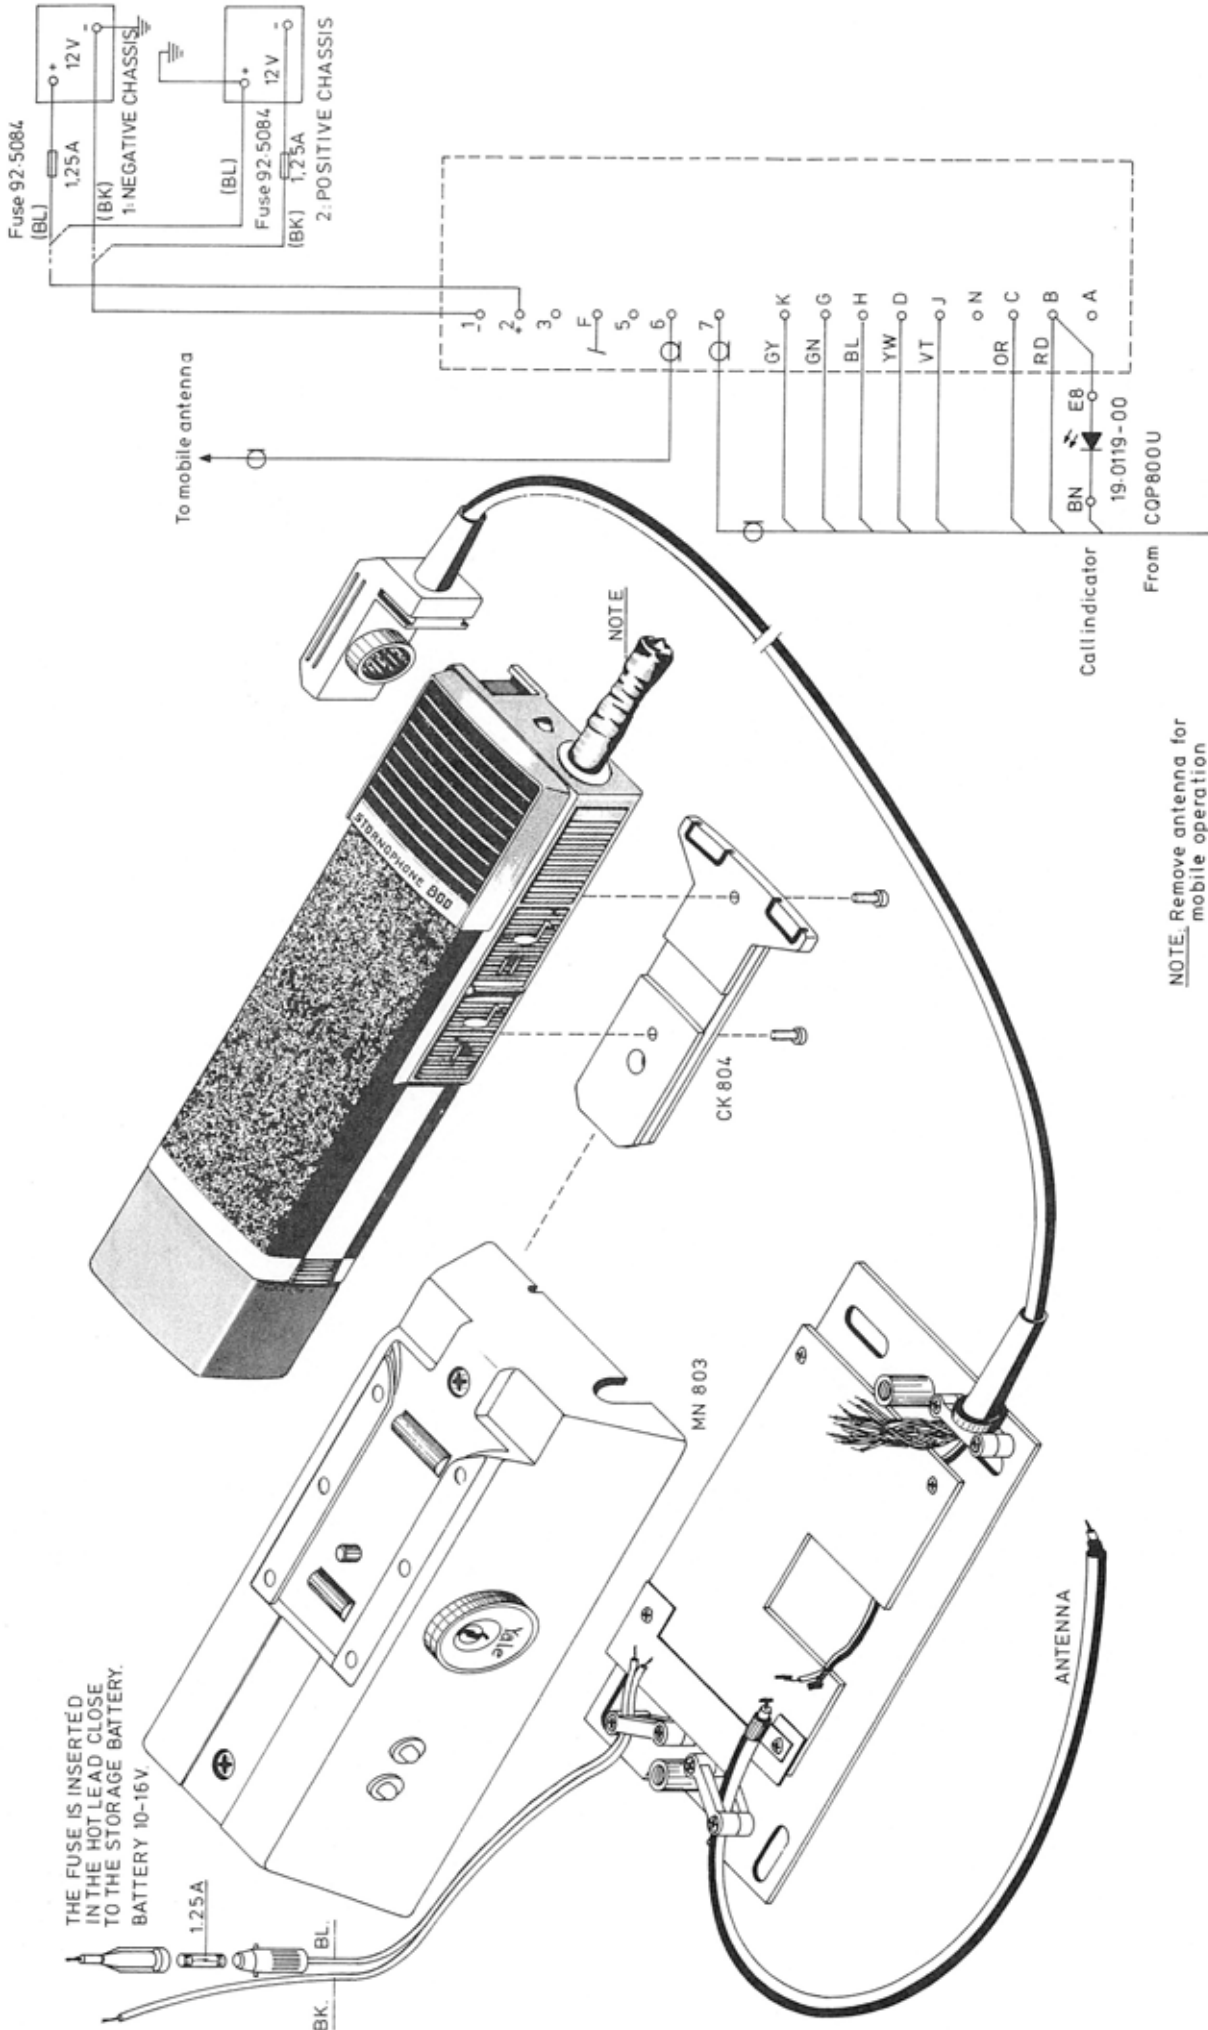 THE FUSE IS INSERTED
IN THE HOT LEAD CLOSE
TO THE STORAGE BATTERY.
BATTERY 10-16V.
1.25A
BK.
BL.
Yale
MN 803
CK 804
STORNOPHONE 800
NOTE
ANTENNA
To mobile antenna
Fuse 92-5084
(BL)
1,25A
+
12V
-
(BK)
1: NEGATIVE CHASSIS
(BL)
Fuse 92-5084
1,25A
+
12V
-
(BK)
2: POSITIVE CHASSIS
1
-
2
+
3
F
5
6
7
GY K
GN G
BL H
YW D
VT J
N
OR C
RD B
A
BN
E8
19-0119-00
Call indicator
From CQP800U
NOTE: Remove antenna for
mobile operation